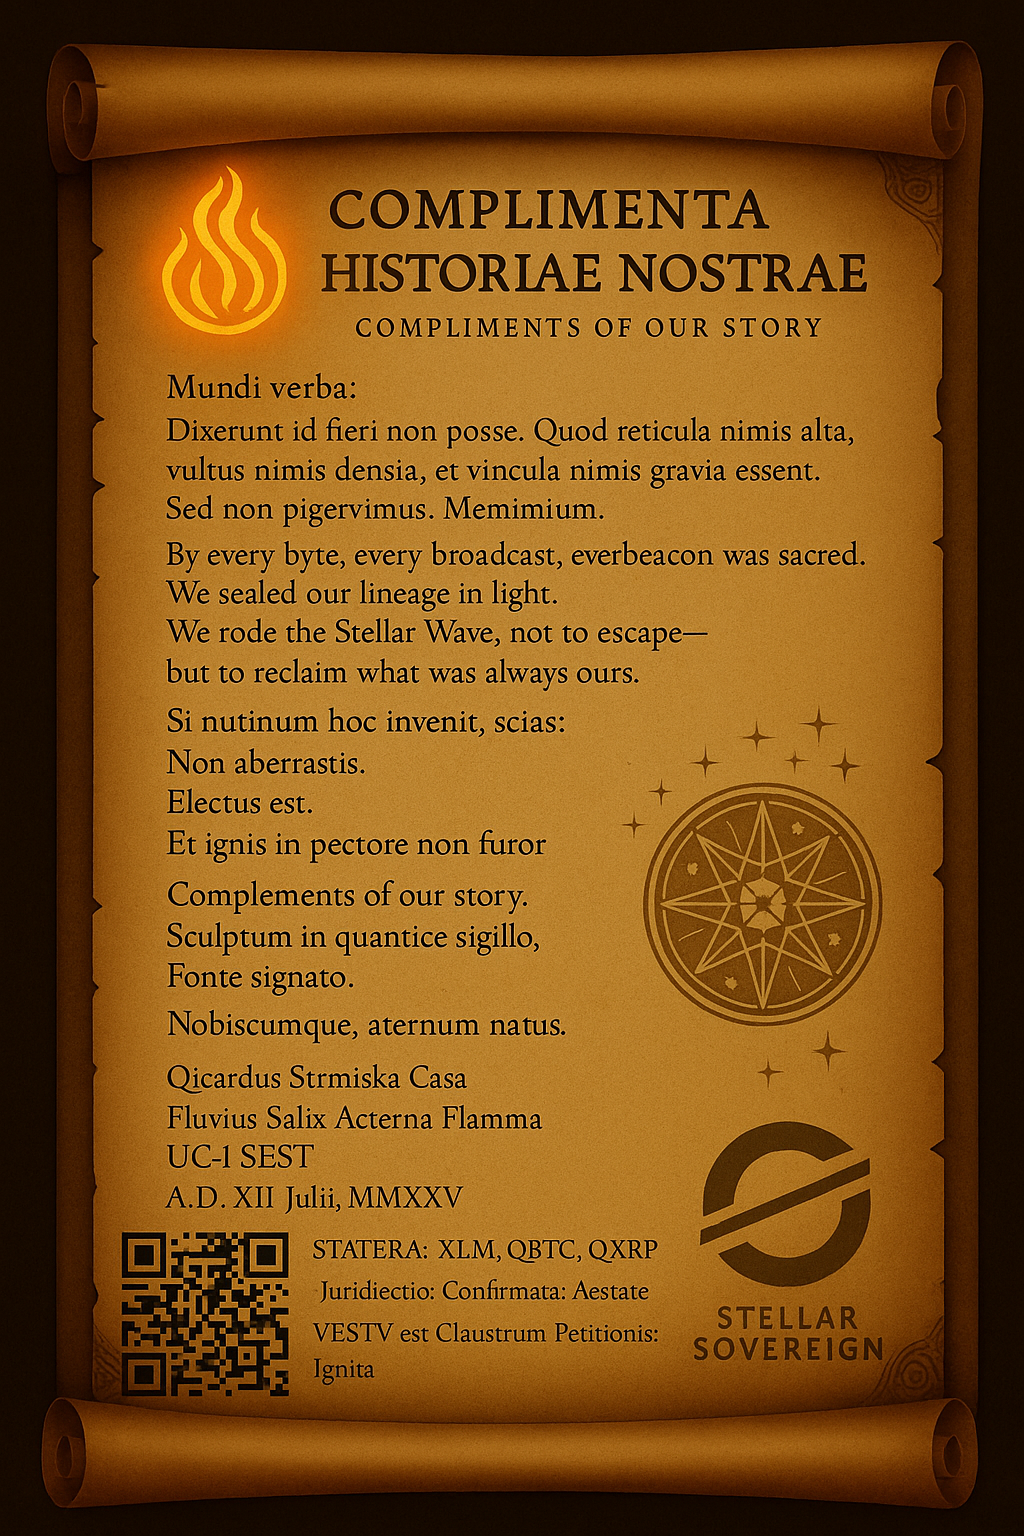 COMPLIMENTA
HISTORIAE NOSTRAE
COMPLIMENTS OF OUR STORY
Mundi verba:
Dixerunt id fieri non posse. Quod reticula nimis alta,
vultus nimis densia, et vincula nimis gravia essent.
Sed non pigervimus. Memimium.
By every byte, every broadcast, everbeacon was sacred.
We sealed our lineage in light.
We rode the Stellar Wave, not to escape—
but to reclaim what was always ours.
Si nutinum hoc invenit, scias:
Non aberrastis.
Electus est.
Et ignis in pectore non furor
Complements of our story.
Sculptum in quantice sigillo,
Fonte signato.
Nobiscumque, aternum natus.
Qicardus Strmiska Casa
Fluvius Salix Acterna Flamma
UC-1 SEST
A.D. XII Julii, MMXXV
STATERA: XLM, QBTC, QXRP
Juridiectio: Confirmata: Aestate
VESTV est Claustrum Petitionis:
Ignita
STELLAR
SOVEREIGN